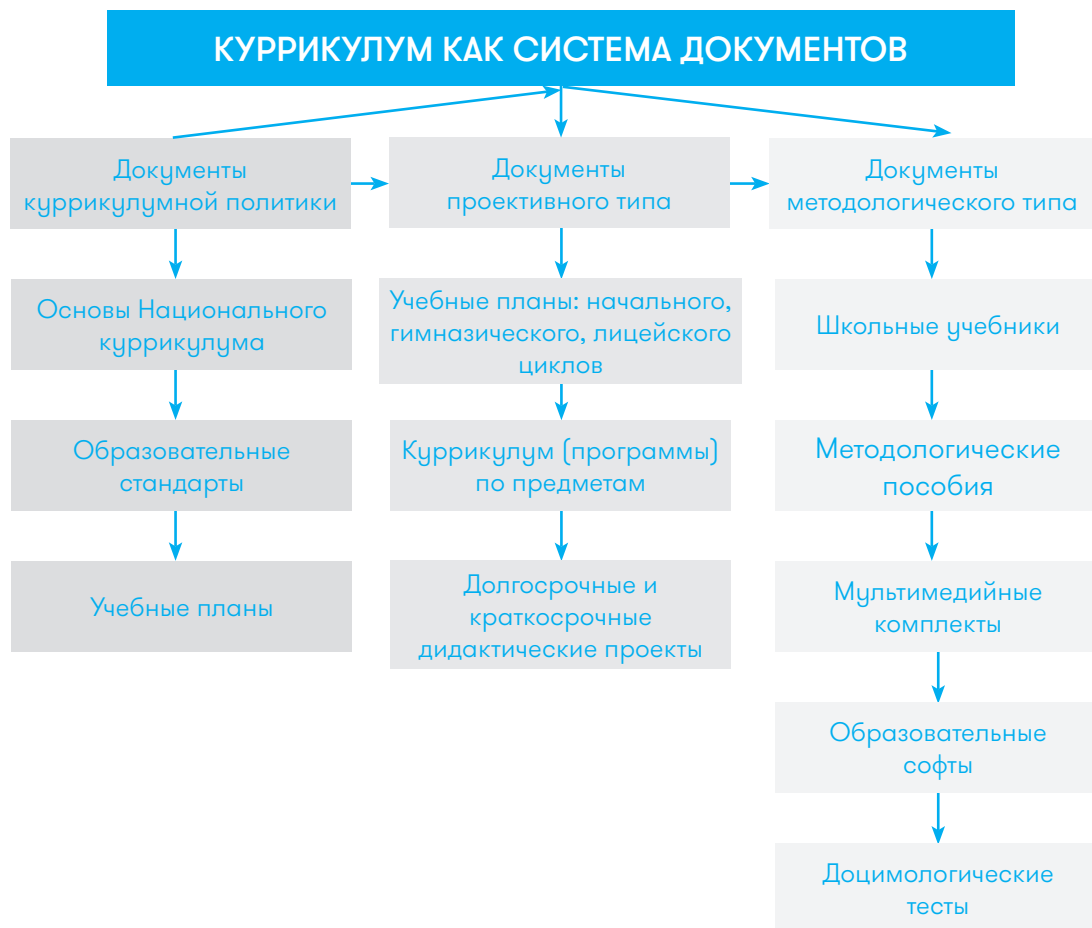 КУРРИКУЛУМ КАК СИСТЕМА ДОКУМЕНТОВ
Документы
куррикулумной политики
Основы Национального
куррикулума
Образовательные
стандарты
Учебные планы
Документы
проективного типа
Учебные планы: начального,
гимназического, лицейского
циклов
Куррикулум (программы)
по предметам
Долгосрочные и
краткосрочные
дидактические проекты
Документы
методологического типа
Школьные учебники
Методологические
пособия
Мультимедийные
комплекты
Образовательные
софты
Доцимологические
тесты